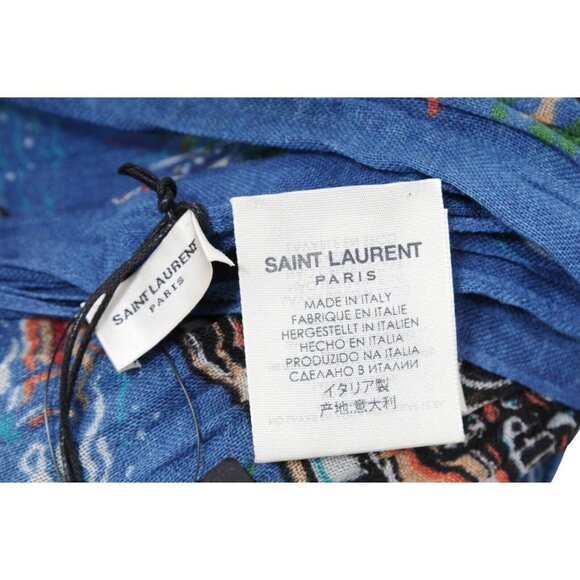 SAINT LAURENT
PARIS
SAINT LAURENT
PARIS
MADE IN ITALY
FABRIQUE EN ITALIE
HERGESTELLT IN ITALIEN
HECHO EN ITALIA
PRODUZIDO NA ITALIA
СДЕЛАНО В ИТАЛИИ
イタリア製
产地:意大利